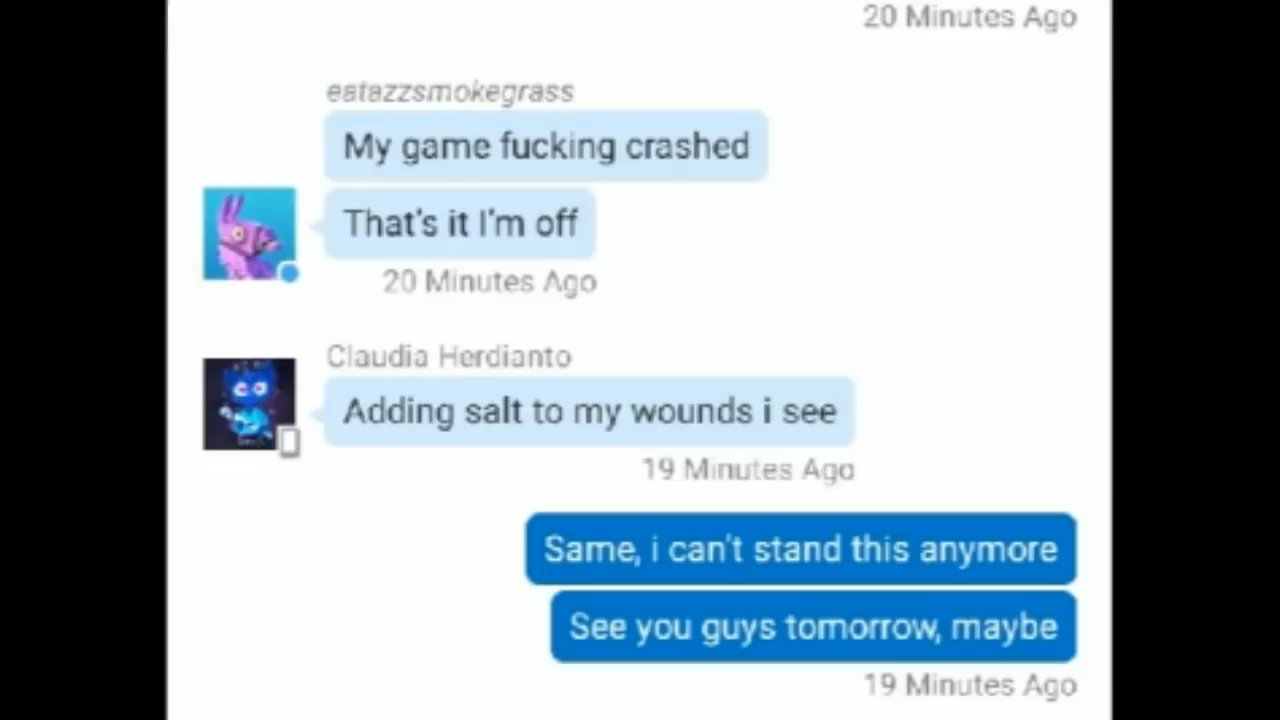 20 Minutes Ago
eatazzsmokegrass
My game fucking crashed
That's it I'm off
20 Minutes Ago
Claudia Herdianto
Adding salt to my wounds i see
19 Minutes Ago
Same, i can't stand this anymore
See you guys tomorrow, maybe
19 Minutes Ago